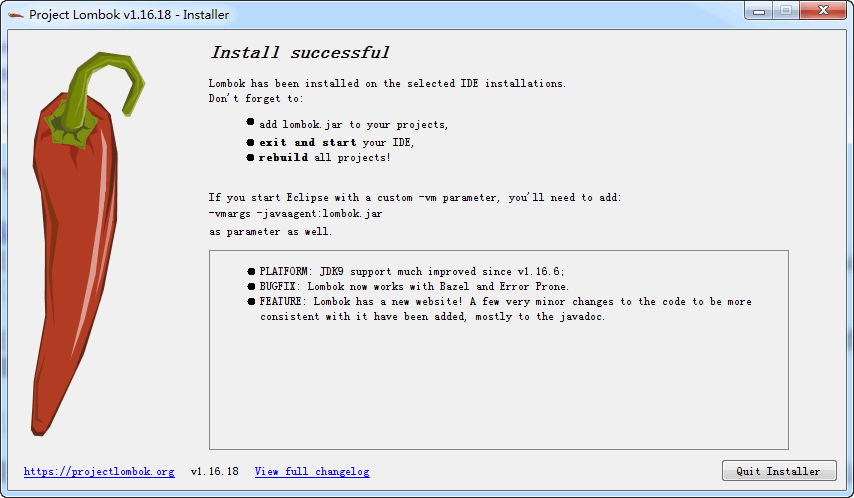 Project Lombok v1.16.18 - Installer
Install successful
Lombok has been installed on the selected IDE installations.
Don't forget to:
add lombok.jar to your projects,
exit and start your IDE,
rebuild all projects!
If you start Eclipse with a custom -vm parameter, you'll need to add:
-vmargs -javaagent:lombok.jar
as parameter as well.
PLATFORM: JDK9 support much improved since v1.16.6;
BUGFIX: Lombok now works with Bazel and Error Prone.
FEATURE: Lombok has a new website! A few very minor changes to the code to be more
consistent with it have been added, mostly to the javadoc.
https://projectlombok.org v1.16.18 View full changelog Quit Installer